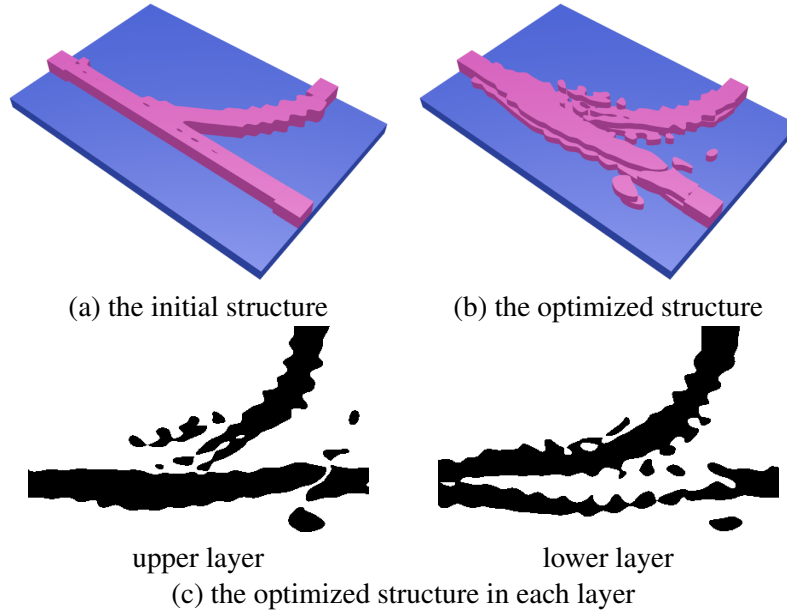 (a) the initial structure
(b) the optimized structure
upper layer
lower layer
(c) the optimized structure in each layer